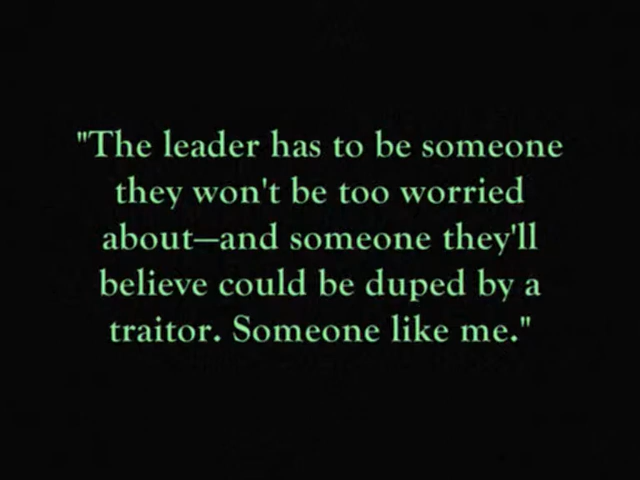 "The leader has to be someone
they won't be too worried
about—and someone they'll
believe could be duped by a
traitor. Someone like me."